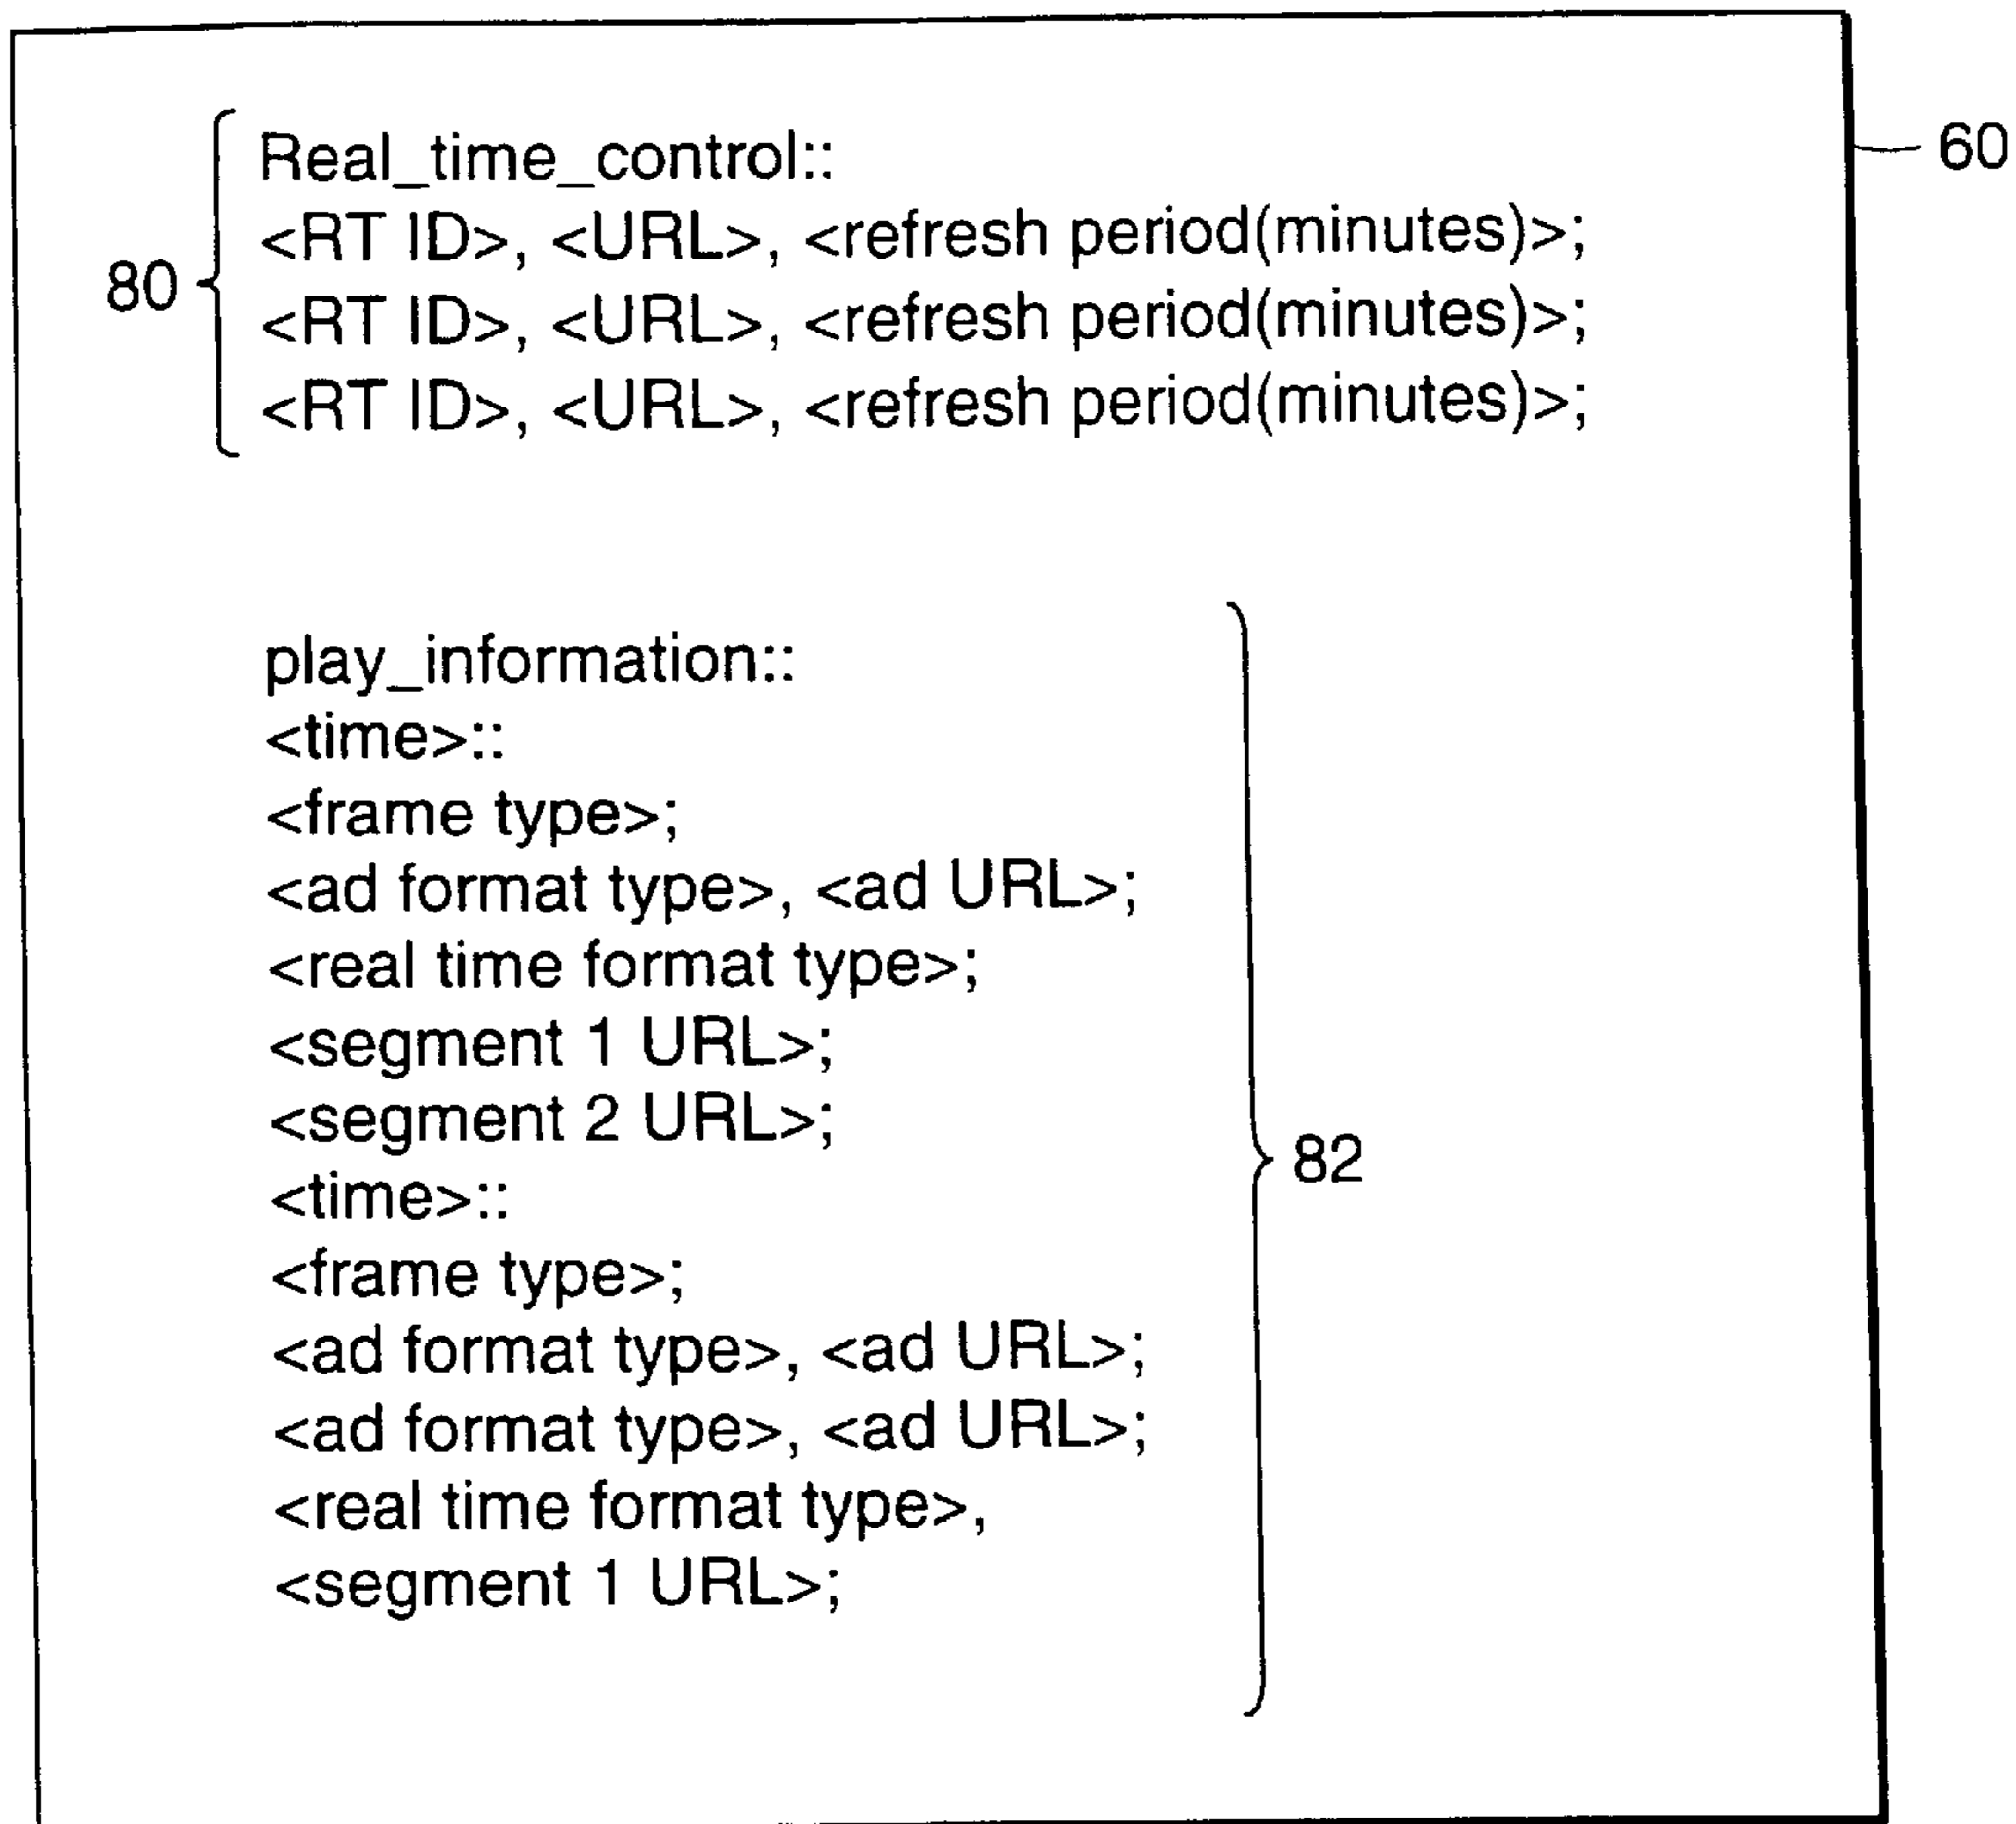 60
80
Real_time_control::
<RT ID>, <URL>, <refresh period(minutes)>;
<RT ID>, <URL>, <refresh period(minutes)>;
<RT ID>, <URL>, <refresh period(minutes)>;
play_information::
<time>::
<frame type>;
<ad format type>, <ad URL>;
<real time format type>;
<segment 1 URL>;
<segment 2 URL>;
<time>::
<frame type>;
<ad format type>, <ad URL>;
<ad format type>, <ad URL>;
<real time format type>,
<segment 1 URL>;
82